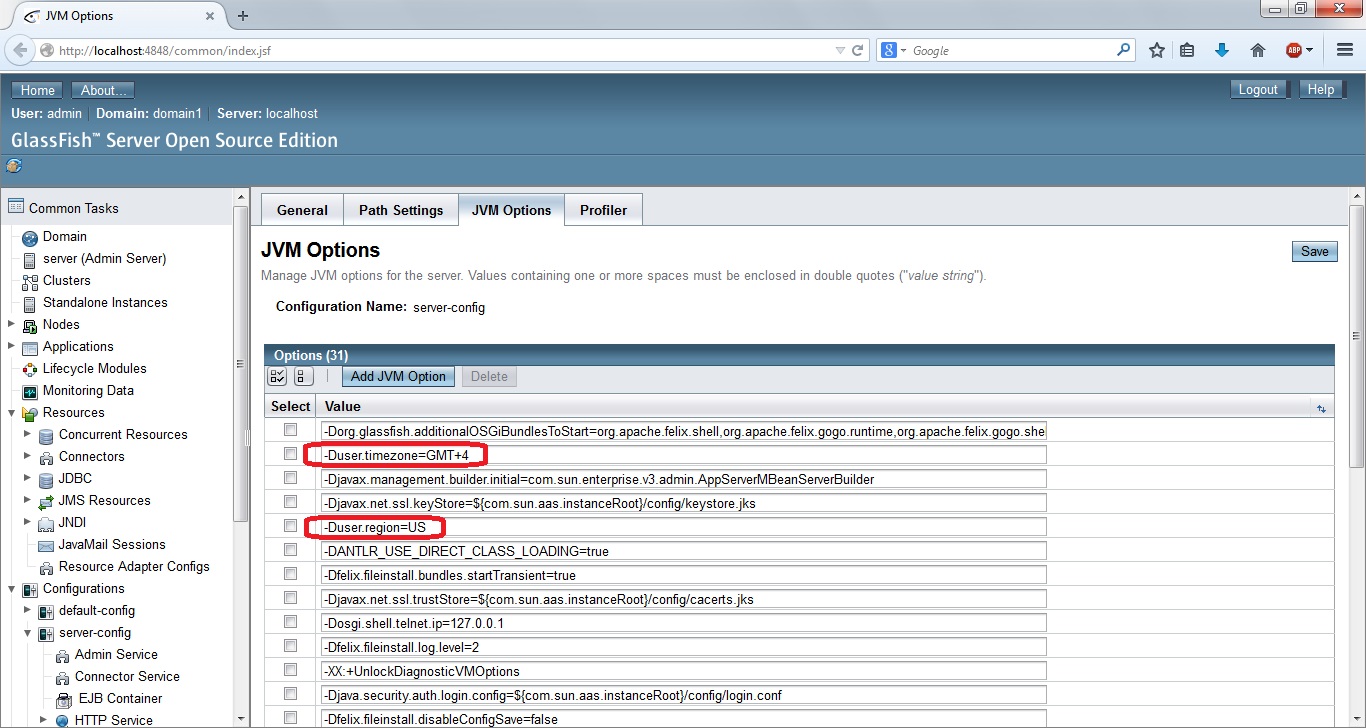 JVM Options
http://localhost:4848/common/index.jsf
8 Google
ABP
Home About... Logout Help
User: admin Domain: domain1 Server: localhost
GlassFish™ Server Open Source Edition
Common Tasks
Domain
server (Admin Server)
Clusters
Standalone Instances
Nodes
Applications
Lifecycle Modules
Monitoring Data
Resources
Concurrent Resources
Connectors
JDBC
JMS Resources
JNDI
JavaMail Sessions
Resource Adapter Configs
Configurations
default-config
server-config
Admin Service
Connector Service
EJB Container
HTTP Service
General Path Settings JVM Options Profiler
JVM Options
Save
Manage JVM options for the server. Values containing one or more spaces must be enclosed in double quotes ("value string").
Configuration Name: server-config
Options (31)
Add JVM Option Delete
Select Value
-Dorg.glassfish.additionalOSGiBundlesToStart=org.apache.felix.shell,org.apache.felix.gogo.runtime,org.apache.felix.gogo.she
-Duser.timezone=GMT+4
-Djavax.management.builder.initial=com.sun.enterprise.v3.admin.AppServerMBeanServerBuilder
-Djavax.net.ssl.keyStore=${com.sun.aas.instanceRoot}/config/keystore.jks
-Duser.region=US
-DANTLR_USE_DIRECT_CLASS_LOADING=true
-Dfelix.fileinstall.bundles.startTransient=true
-Djavax.net.ssl.trustStore=${com.sun.aas.instanceRoot}/config/cacerts.jks
-Dosgi.shell.telnet.ip=127.0.0.1
-Dfelix.fileinstall.log.level=2
-XX:+UnlockDiagnosticVMOptions
-Djava.security.auth.login.config=${com.sun.aas.instanceRoot}/config/login.conf
-Dfelix.fileinstall.disableConfigSave=false